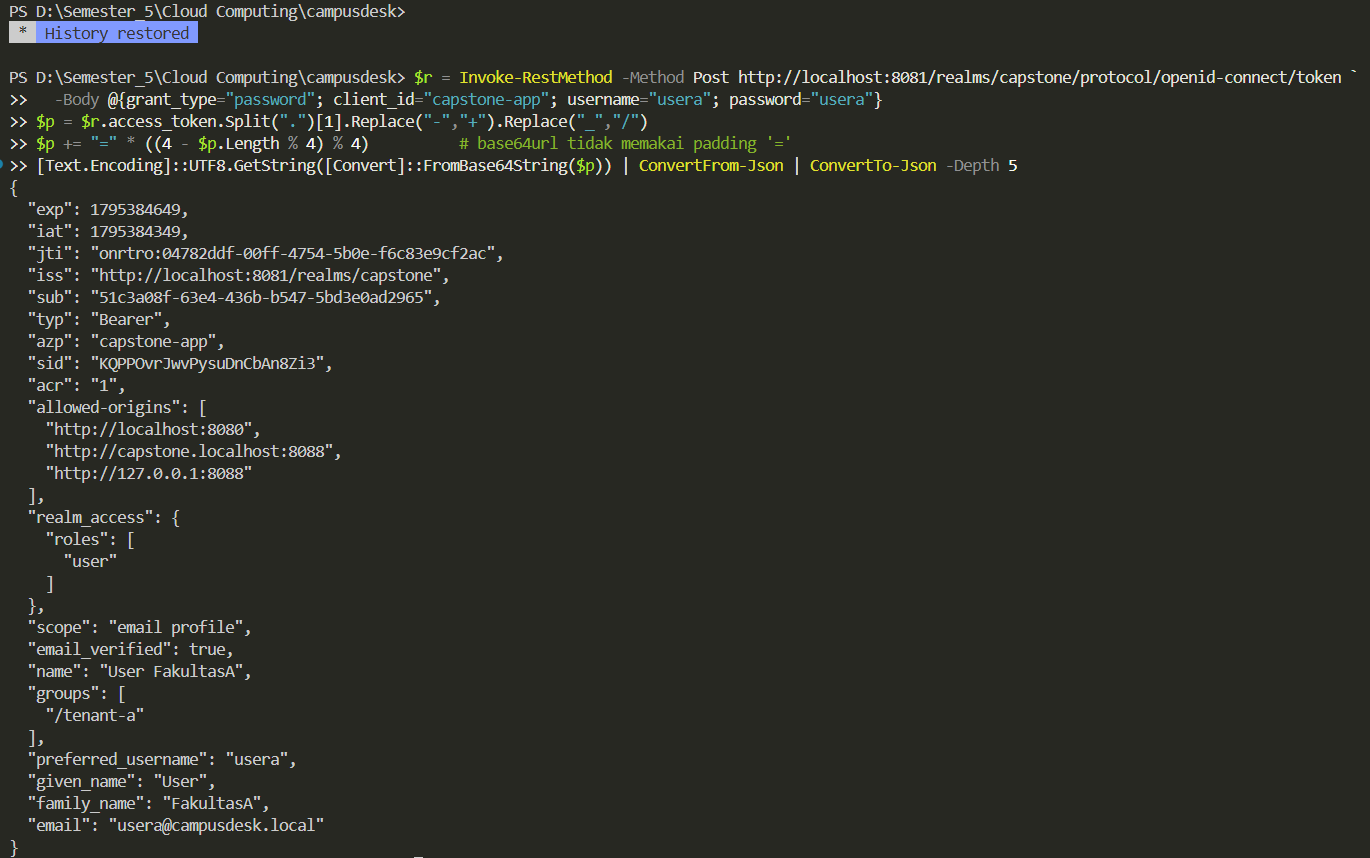 PS D:\Semester_5\Cloud Computing\campusdesk>
* History restored
PS D:\Semester_5\Cloud Computing\campusdesk> $r = Invoke-RestMethod -Method Post http://localhost:8081/realms/capstone/protocol/openid-connect/token `
>>   -Body @{grant_type="password"; client_id="capstone-app"; username="usera"; password="usera"}
>> $p = $r.access_token.Split(".")[1].Replace("-","+").Replace("_","/")
>> $p += "=" * ((4 - $p.Length % 4) % 4)          # base64url tidak memakai padding '='
>> [Text.Encoding]::UTF8.GetString([Convert]::FromBase64String($p)) | ConvertFrom-Json | ConvertTo-Json -Depth 5
{
  "exp": 1795384649,
  "iat": 1795384349,
  "jti": "onrtro:04782ddf-00ff-4754-5b0e-f6c83e9cf2ac",
  "iss": "http://localhost:8081/realms/capstone",
  "sub": "51c3a08f-63e4-436b-b547-5bd3e0ad2965",
  "typ": "Bearer",
  "azp": "capstone-app",
  "sid": "KQPPOvrJwvPysuDnCbAn8Zi3",
  "acr": "1",
  "allowed-origins": [
    "http://localhost:8080",
    "http://capstone.localhost:8088",
    "http://127.0.0.1:8088"
  ],
  "realm_access": {
    "roles": [
      "user"
    ]
  },
  "scope": "email profile",
  "email_verified": true,
  "name": "User FakultasA",
  "groups": [
    "/tenant-a"
  ],
  "preferred_username": "usera",
  "given_name": "User",
  "family_name": "FakultasA",
  "email": "usera@campusdesk.local"
}